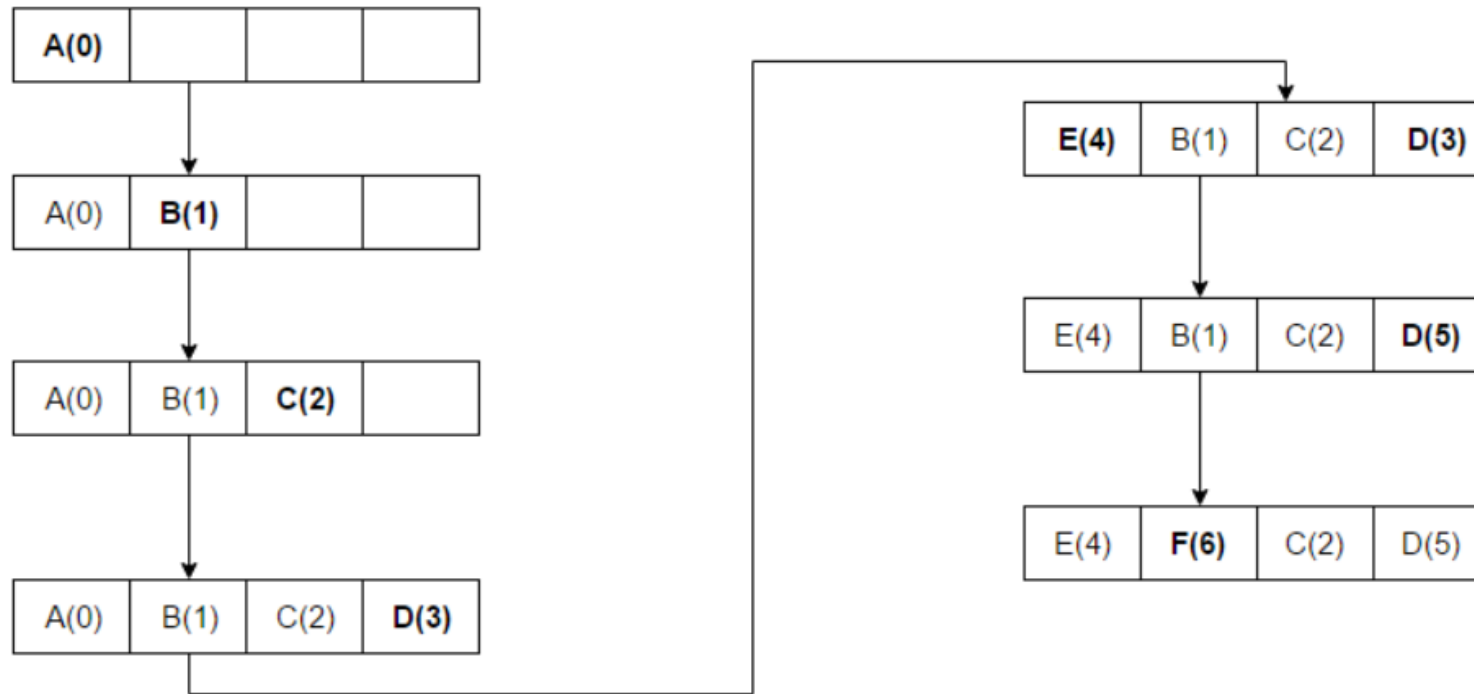 A(0)
A(0) B(1)
A(0) B(1) C(2)
A(0) B(1) C(2) D(3)
E(4) B(1) C(2) D(3)
E(4) B(1) C(2) D(5)
E(4) F(6) C(2) D(5)